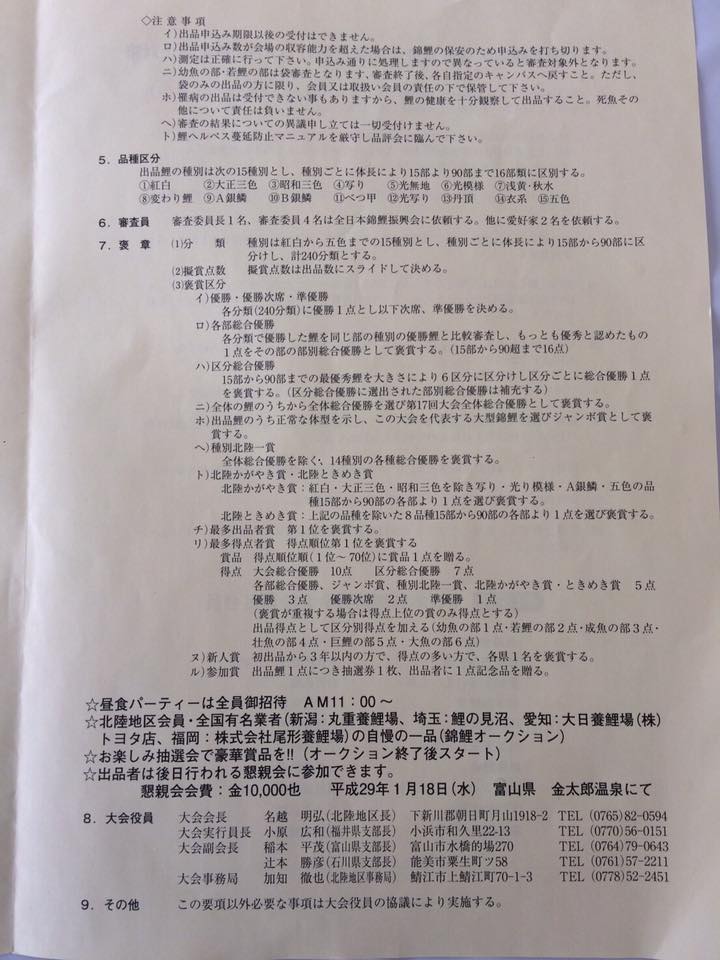 ◇注意事項
イ）出品申込み期限以後の受付はできません。
ロ）出品申込み数が会場の収容能力を超えた場合は、錦鯉の保安のため申込みを打ち切ります。
ハ）測定は正確に行って下さい。申込み通りに処理しますので異なっていると審査対象外となります。
ニ）幼魚の部・若鯉の部は袋審査となります、審査終了後、各自指定のキャンバスへ戻すこと。ただし、
袋のみの出品の方に限り、会員又は取扱い会員の責任の下で保管して下さい。
ホ）罹病の出品は受付できない事もありますから、鯉の健康を十分観察して出品すること。死魚その
他について責任は負いません。
ヘ）審査の結果についての異議申し立ては一切受付けません。
ト）鯉ヘルペス蔓延防止マニュアルを厳守し品評会に臨んで下さい。
5．品種区分
出品鯉の種別は次の15種別とし、種別ごとに体長により15部より90部まで16部類に区別する。
①紅白 ②大正三色 ③昭和三色 ④写り ⑤光無地 ⑥光模様 ⑦浅黄・秋水
⑧変わり鯉 ⑨A銀鱗 ⑩B銀鱗 ⑪べっ甲 ⑫光写り ⑬丹頂 ⑭衣系 ⑮五色
6．審査員 審査委員長1名、審査委員4名は全日本錦鯉振興会に依頼する。他に愛好家2名を依頼する。
7．褒章 ⑴分類 種別は紅白から五色までの15種別とし、種別ごとに体長により15部から90部に区
分けし、計240分類とする。
⑵擬賞点数 擬賞点数は出品数にスライドして決める。
⑶褒賞区分
イ）優勝・優勝次席・準優勝
各分類(240分類)に優勝1点とし以下次席、準優勝を決める。
ロ）各部総合優勝
各分類で優勝した鯉を同じ部の種別の優勝鯉と比較審査し、もっとも優秀と認めたもの
1点をその部の部別総合優勝として褒賞する。(15部から90超まで16点)
ハ）区分総合優勝
15部から90部までの最優秀鯉を大きさにより6区分に区分けし区分ごとに総合優勝1点
を褒賞する。（区分総合優勝に選出された部別総合優勝は補充する）
ニ）全体の鯉のうちから全体総合優勝を選び第17回大会全体総合優勝として褒賞する。
ホ）出品鯉のうち正常な体型を示し、この大会を代表する大型錦鯉を選びジャンボ賞として褒
賞する。
ヘ）種別北陸一賞
全体総合優勝を除く、14種別の各種総合優勝を褒賞する。
ト）北陸かがやき賞・北陸ときめき賞
北陸かがやき賞：紅白・大正三色・昭和三色を除き写り・光り模様・A銀鱗・五色の品
種15部から90部の各部より1点を選び褒賞する。
北陸ときめき賞：上記の品種を除いた8品種15部から90部の各部より1点を選び褒賞する。
チ）最多出品者賞 第1位を褒賞する。
リ）最多得点者賞 得点順位第1位を褒賞する
賞品 得点順位順（1位～70位）に賞品1点を贈る。
得点 大会総合優勝 10点 区分総合優勝 7点
各部総合優勝、ジャンボ賞、種別北陸一賞、北陸かがやき賞・ときめき賞 5点
優勝 3点 優勝次席 2点 準優勝 1点
（褒賞が重複する場合は得点上位の賞のみ得点とする）
出品得点として区分別得点を加える（幼魚の部1点・若鯉の部2点・成魚の部3点・
壮魚の部4点・巨鯉の部5点・大魚の部6点）
ヌ）新人賞 初出品から3年以内の方で、得点の多い方で、各県1名を褒賞する。
ル）参加賞 出品鯉1点につき抽選券1枚、出品者に1点記念品を贈る。
☆昼食パーティーは全員御招待 AM11：00～
☆北陸地区会員・全国有名業者（新潟：丸重養鯉場、埼玉：鯉の見沼、愛知：大日養鯉場（株）
トヨタ店、福岡：株式会社尾形養鯉場）の自慢の一品（錦鯉オークション）
☆お楽しみ抽選会で豪華賞品を!!（オークション終了後スタート）
☆出品者は後日行われる懇親会に参加できます。
懇親会会費：金10,000也 平成29年1月18日（水） 富山県 金太郎温泉にて
8．大会役員 大会会長 名越 明弘(北陸地区長) 下新川郡朝日町月山1918-2 TEL (0765)82-0594
大会実行員長 小原 広和(福井県支部長) 小浜市和久里22-13 TEL (0770)56-0151
大会副会長 稲本 平茂(富山県支部長) 富山市水橋的場270 TEL (0764)79-0643
辻本 勝彦(石川県支部長) 能美市粟生町ツ58 TEL (0761)57-2211
大会事務局 加知 徹也(北陸地区事務局) 鯖江市上鯖江町70-1-3 TEL (0778)52-2451
9．その他 この要項以外必要な事項は大会役員の協議により実施する。